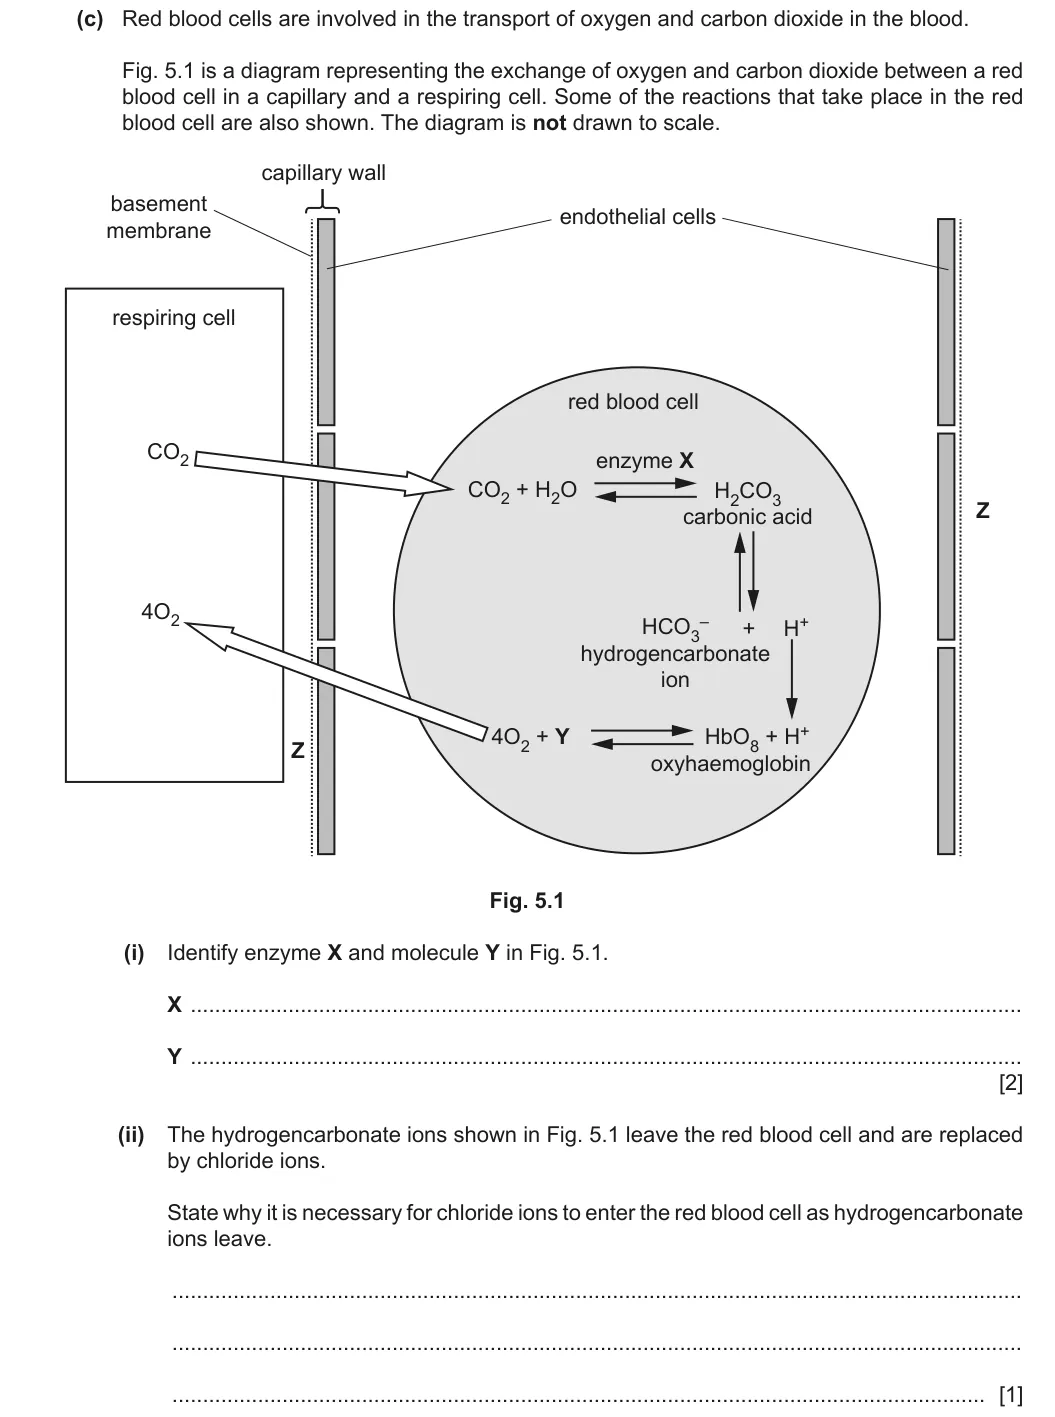 (c) Red blood cells are involved in the transport of oxygen and carbon dioxide in the blood.
Fig. 5.1 is a diagram representing the exchange of oxygen and carbon dioxide between a red
blood cell in a capillary and a respiring cell. Some of the reactions that take place in the red
blood cell are also shown. The diagram is not drawn to scale.
capillary wall
basement
membrane
endothelial cells
respiring cell
red blood cell
CO2
enzyme X
CO2 + H2O
H2CO3
carbonic acid
Z
4O2
HCO3– + H+
hydrogencarbonate
ion
4O2 + Y
HbO8 + H+
oxyhaemoglobin
Z
Fig. 5.1
(i) Identify enzyme X and molecule Y in Fig. 5.1.
X ........................................................................................................................................
Y ........................................................................................................................................
[2]
(ii) The hydrogencarbonate ions shown in Fig. 5.1 leave the red blood cell and are replaced
by chloride ions.
State why it is necessary for chloride ions to enter the red blood cell as hydrogencarbonate
ions leave.
...........................................................................................................................................
...........................................................................................................................................
..................................................................................................................................... [1]